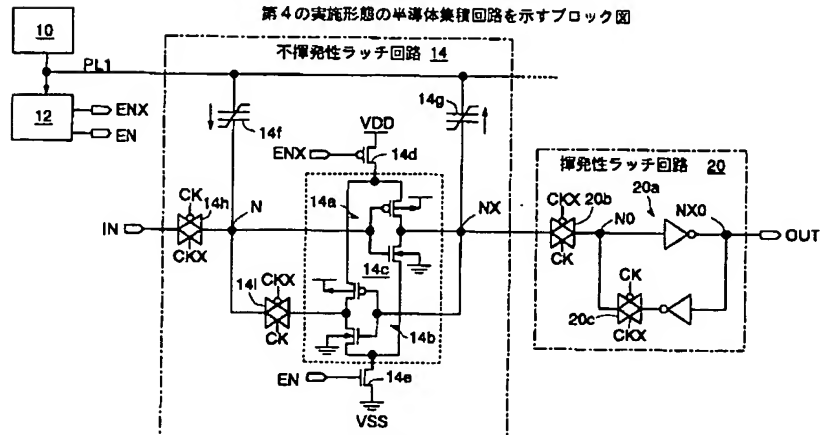 第4の実施形態の半導体集積回路を示すブロック図
10
PL1
12
ENX
EN
不揮発性ラッチ回路 14
14f
14g
VDD
ENX
14d
14a
CK
14h
N
NX
IN
CKX
14c
CKX
14i
CK
14b
EN
14e
VSS
揮発性ラッチ回路 20
CKX
20b
20a
N0
NX0
OUT
CK
CK
20c
CKX